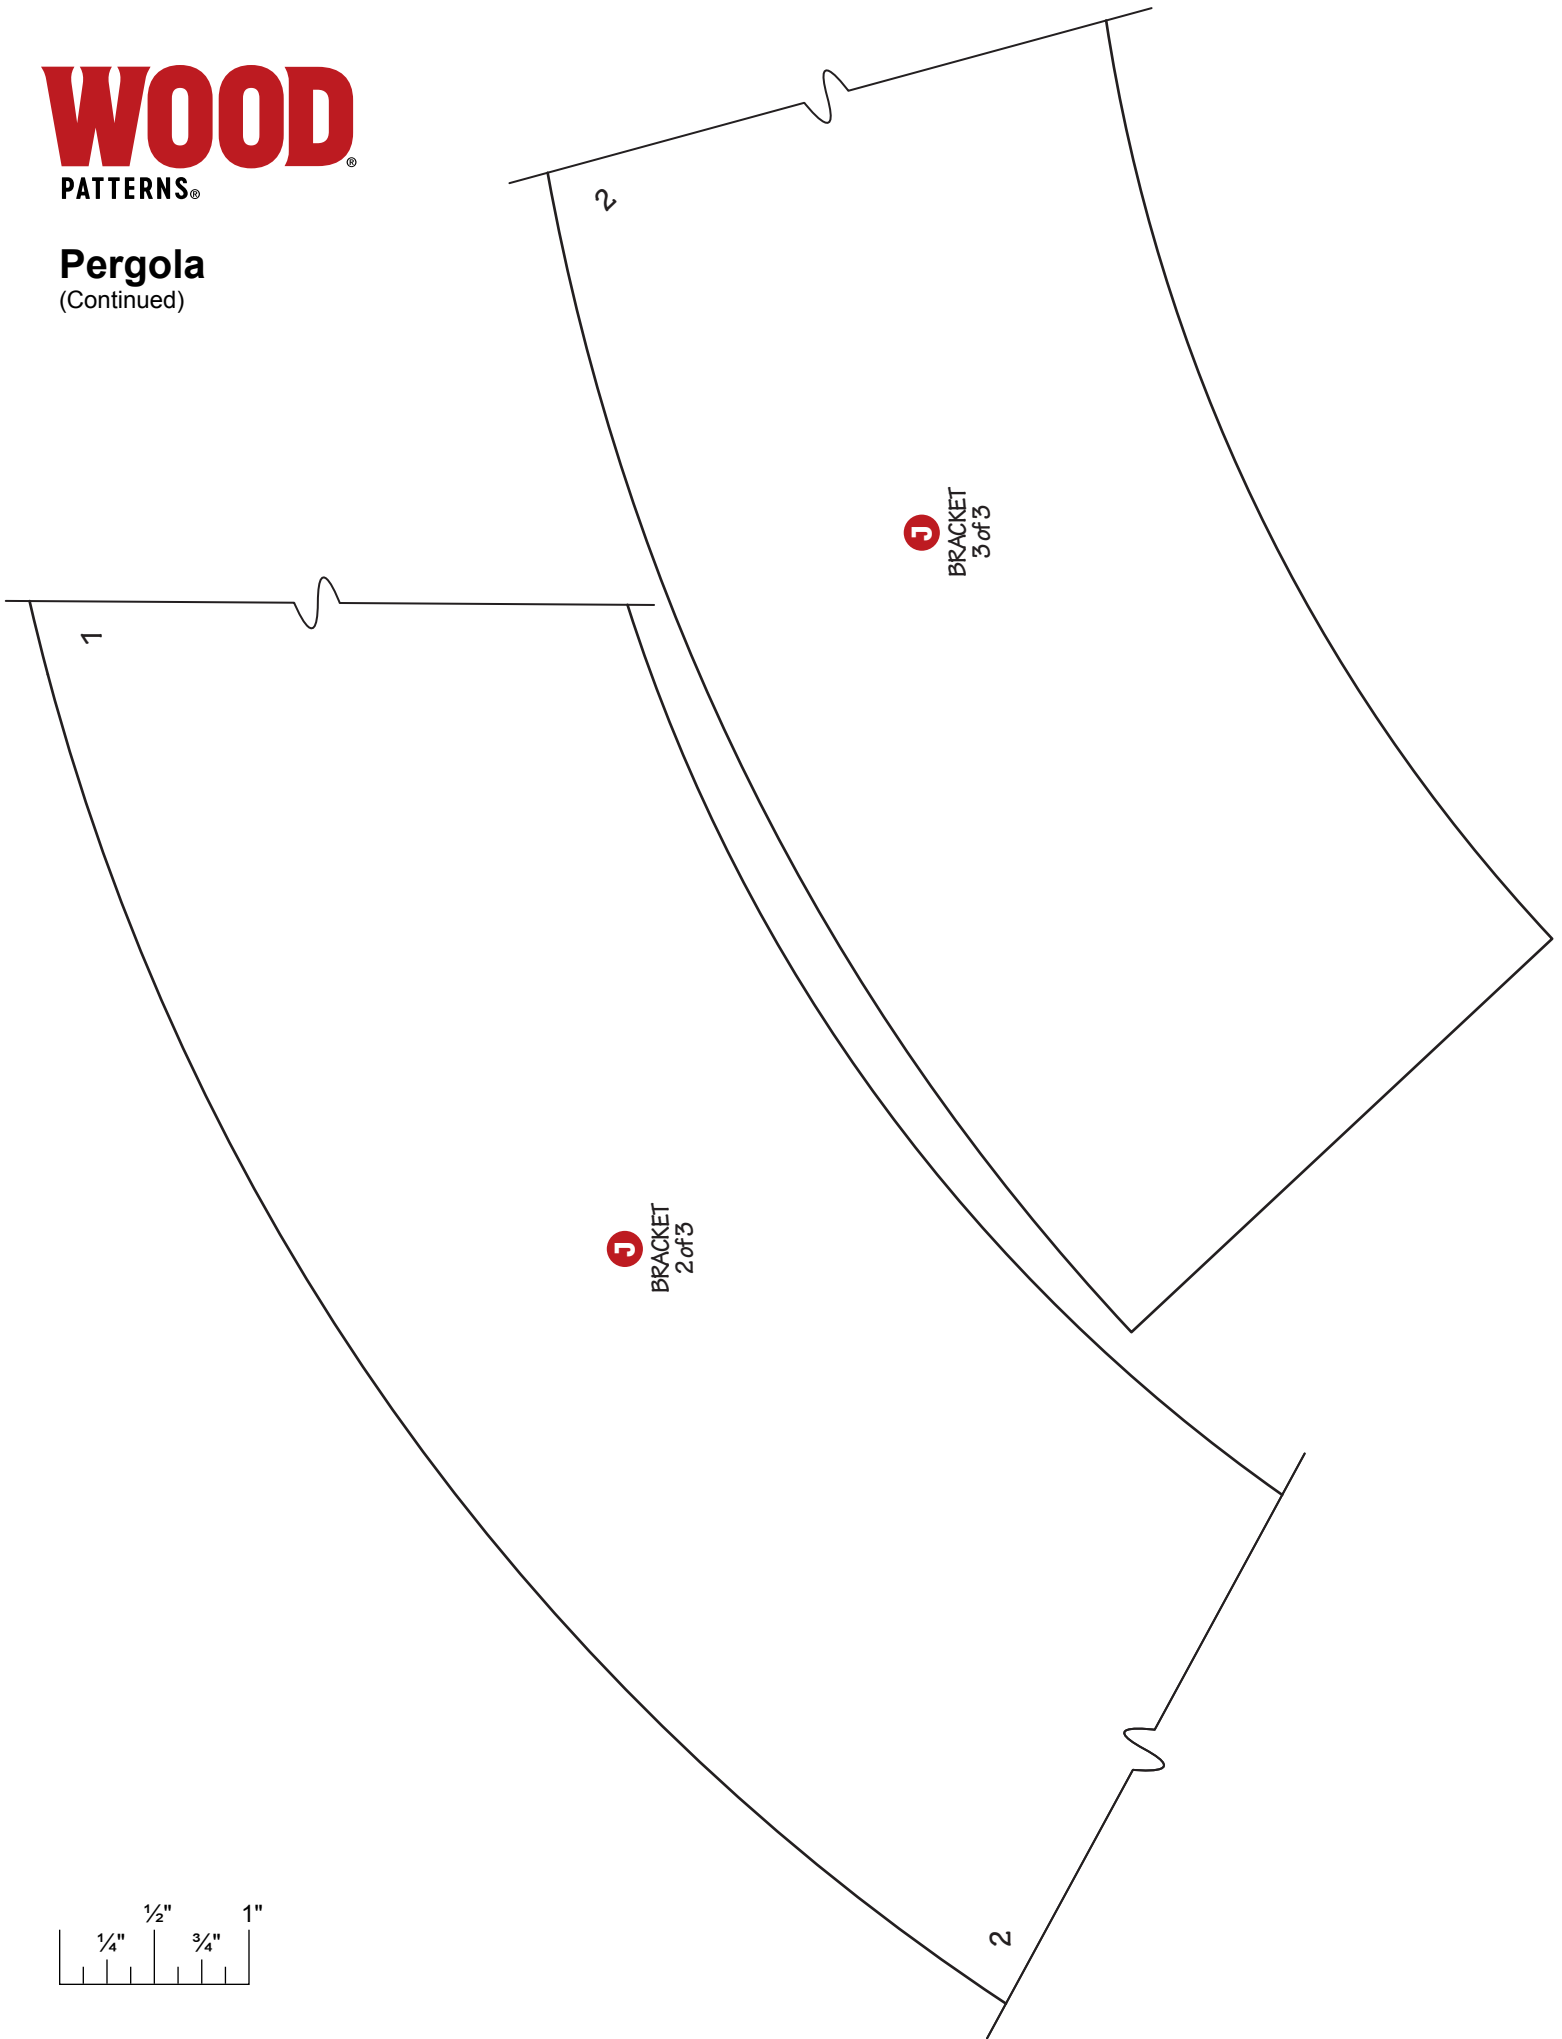 WOOD®
PATTERNS®
Pergola
(Continued)
2
J
BRACKET
3 of 3
1
J
BRACKET
2 of 3
2
¼" ½" ¾" 1"